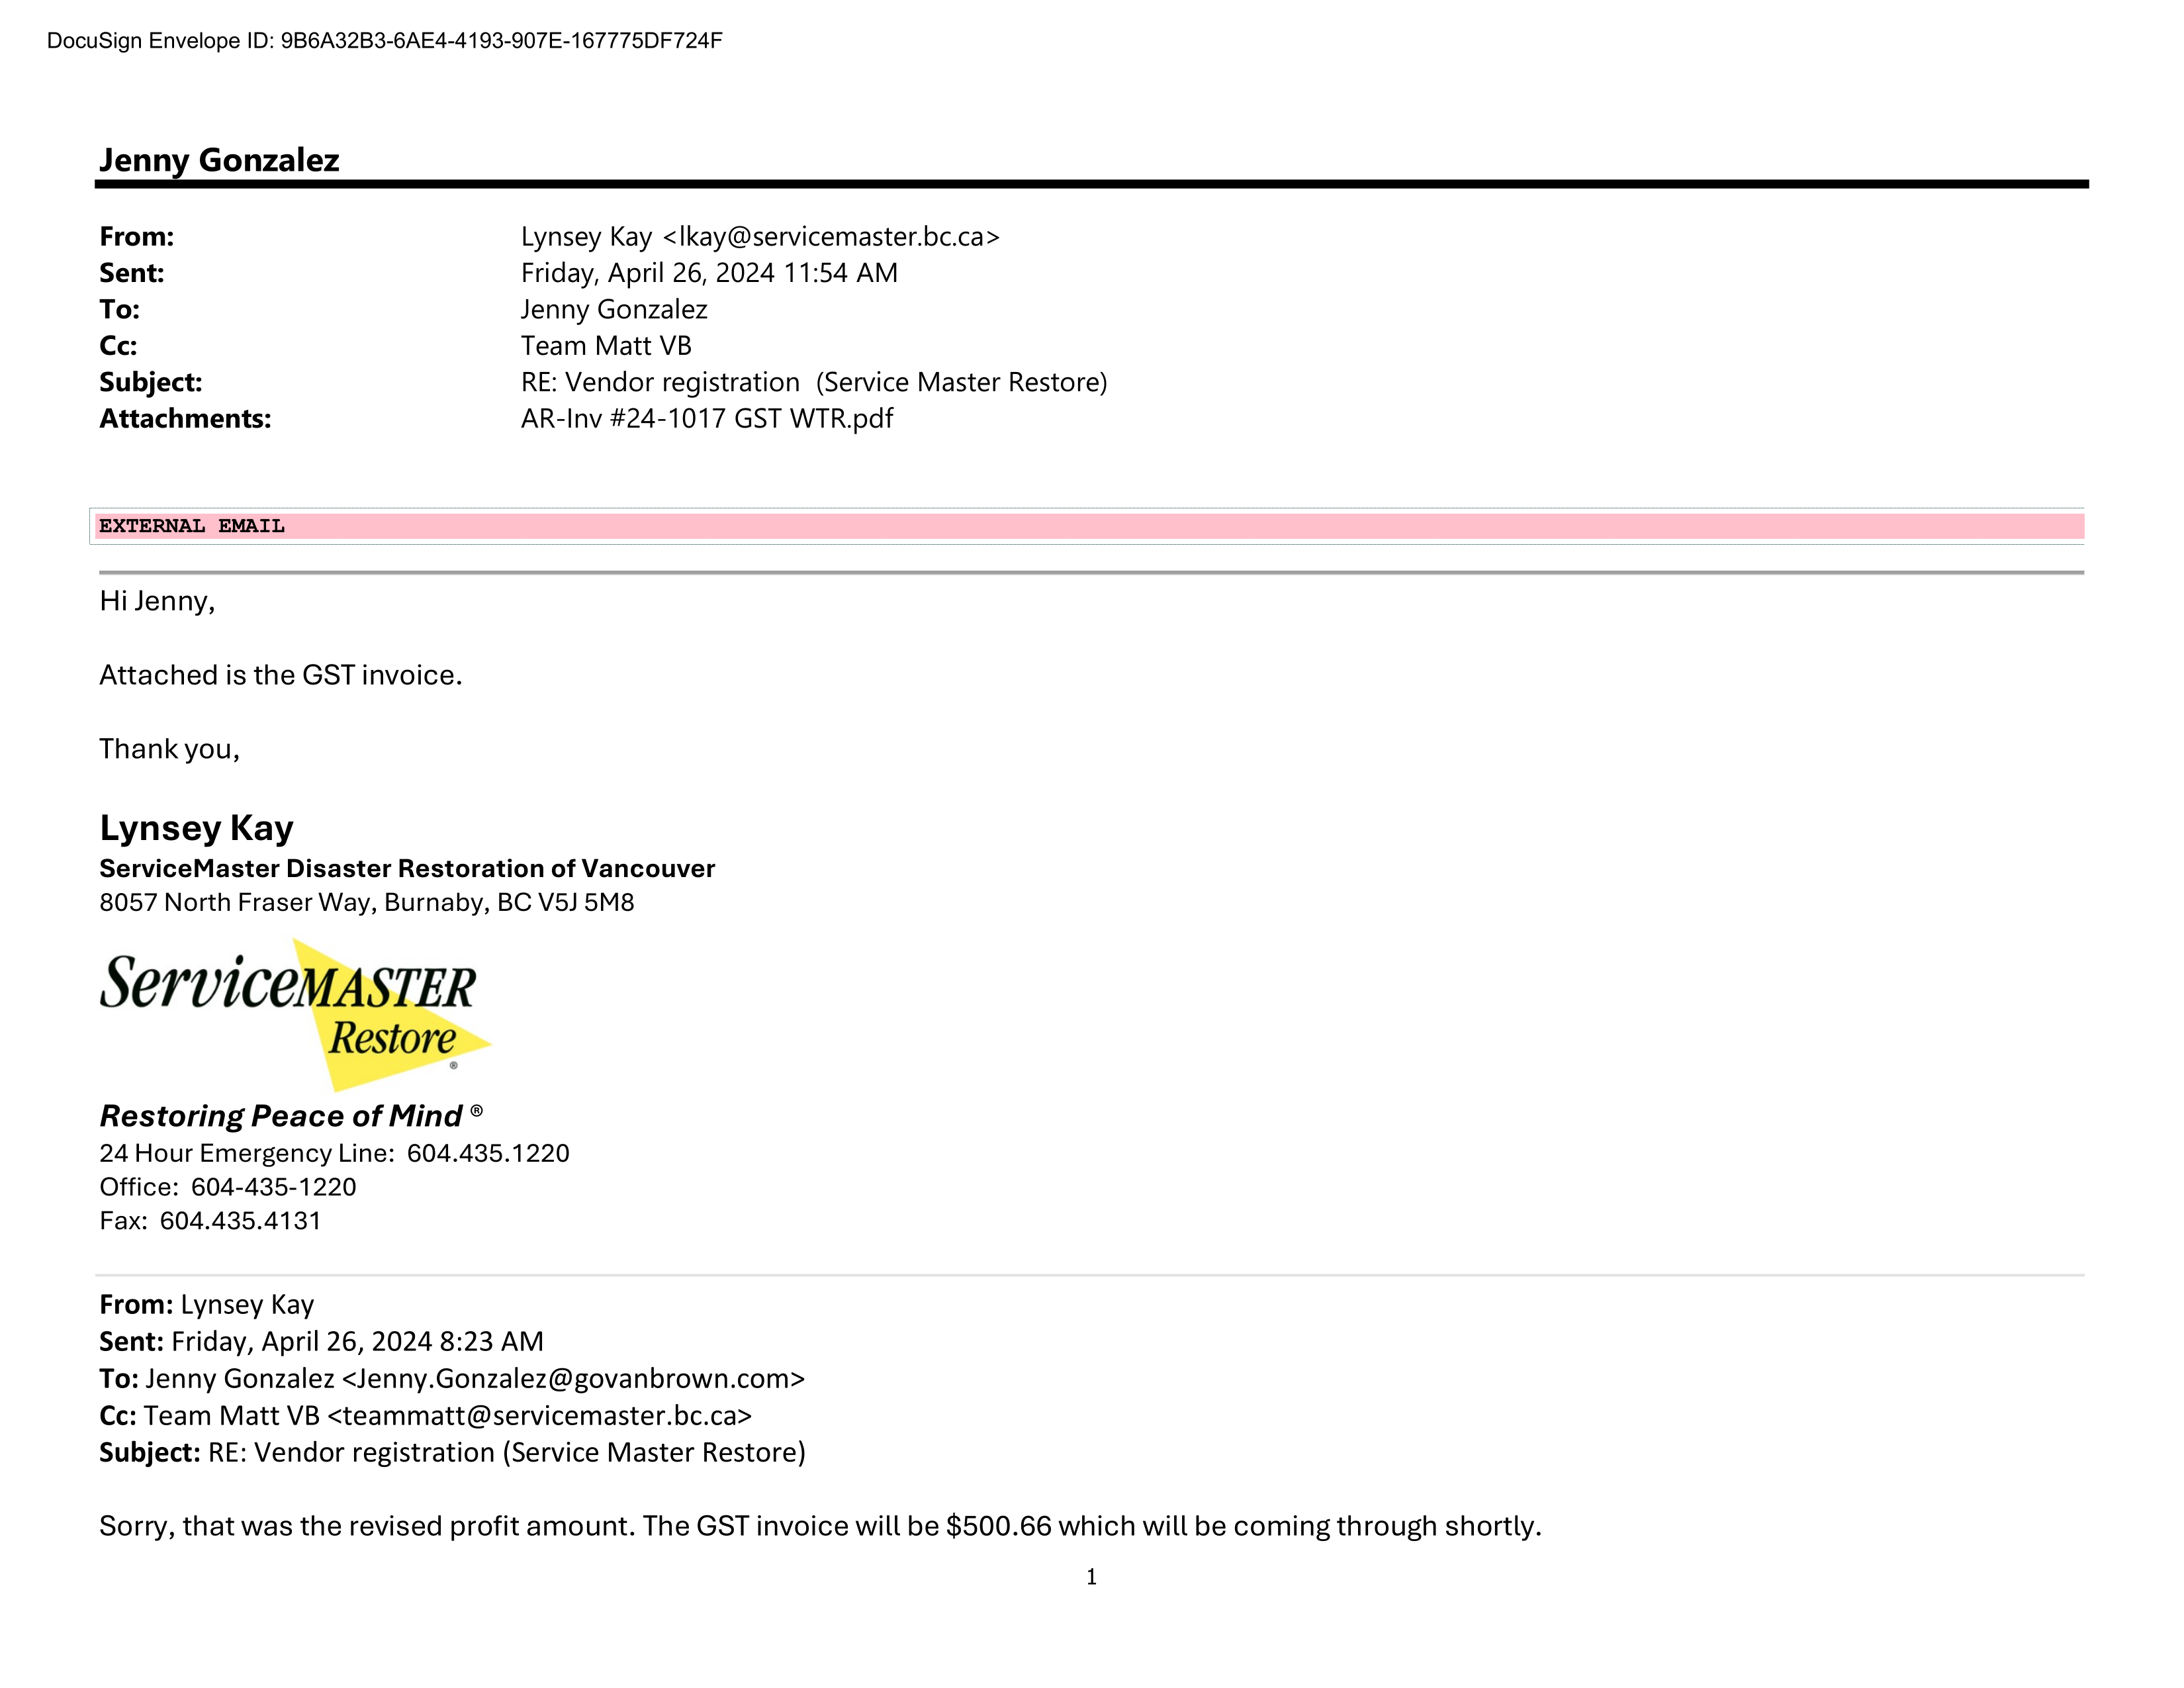 DocuSign Envelope ID: 9B6A32B3-6AE4-4193-907E-167775DF724F
Jenny Gonzalez
From: Lynsey Kay <lkay@servicemaster.bc.ca>
Sent: Friday, April 26, 2024 11:54 AM
To: Jenny Gonzalez
Cc: Team Matt VB
Subject: RE: Vendor registration (Service Master Restore)
Attachments: AR-Inv #24-1017 GST WTR.pdf
EXTERNAL EMAIL
Hi Jenny,
Attached is the GST invoice.
Thank you,
Lynsey Kay
ServiceMaster Disaster Restoration of Vancouver
8057 North Fraser Way, Burnaby, BC V5J 5M8
ServiceMASTER
Restore
®
Restoring Peace of Mind ®
24 Hour Emergency Line: 604.435.1220
Office: 604-435-1220
Fax: 604.435.4131
From: Lynsey Kay
Sent: Friday, April 26, 2024 8:23 AM
To: Jenny Gonzalez <Jenny.Gonzalez@govanbrown.com>
Cc: Team Matt VB <teammatt@servicemaster.bc.ca>
Subject: RE: Vendor registration (Service Master Restore)
Sorry, that was the revised profit amount. The GST invoice will be $500.66 which will be coming through shortly.
1